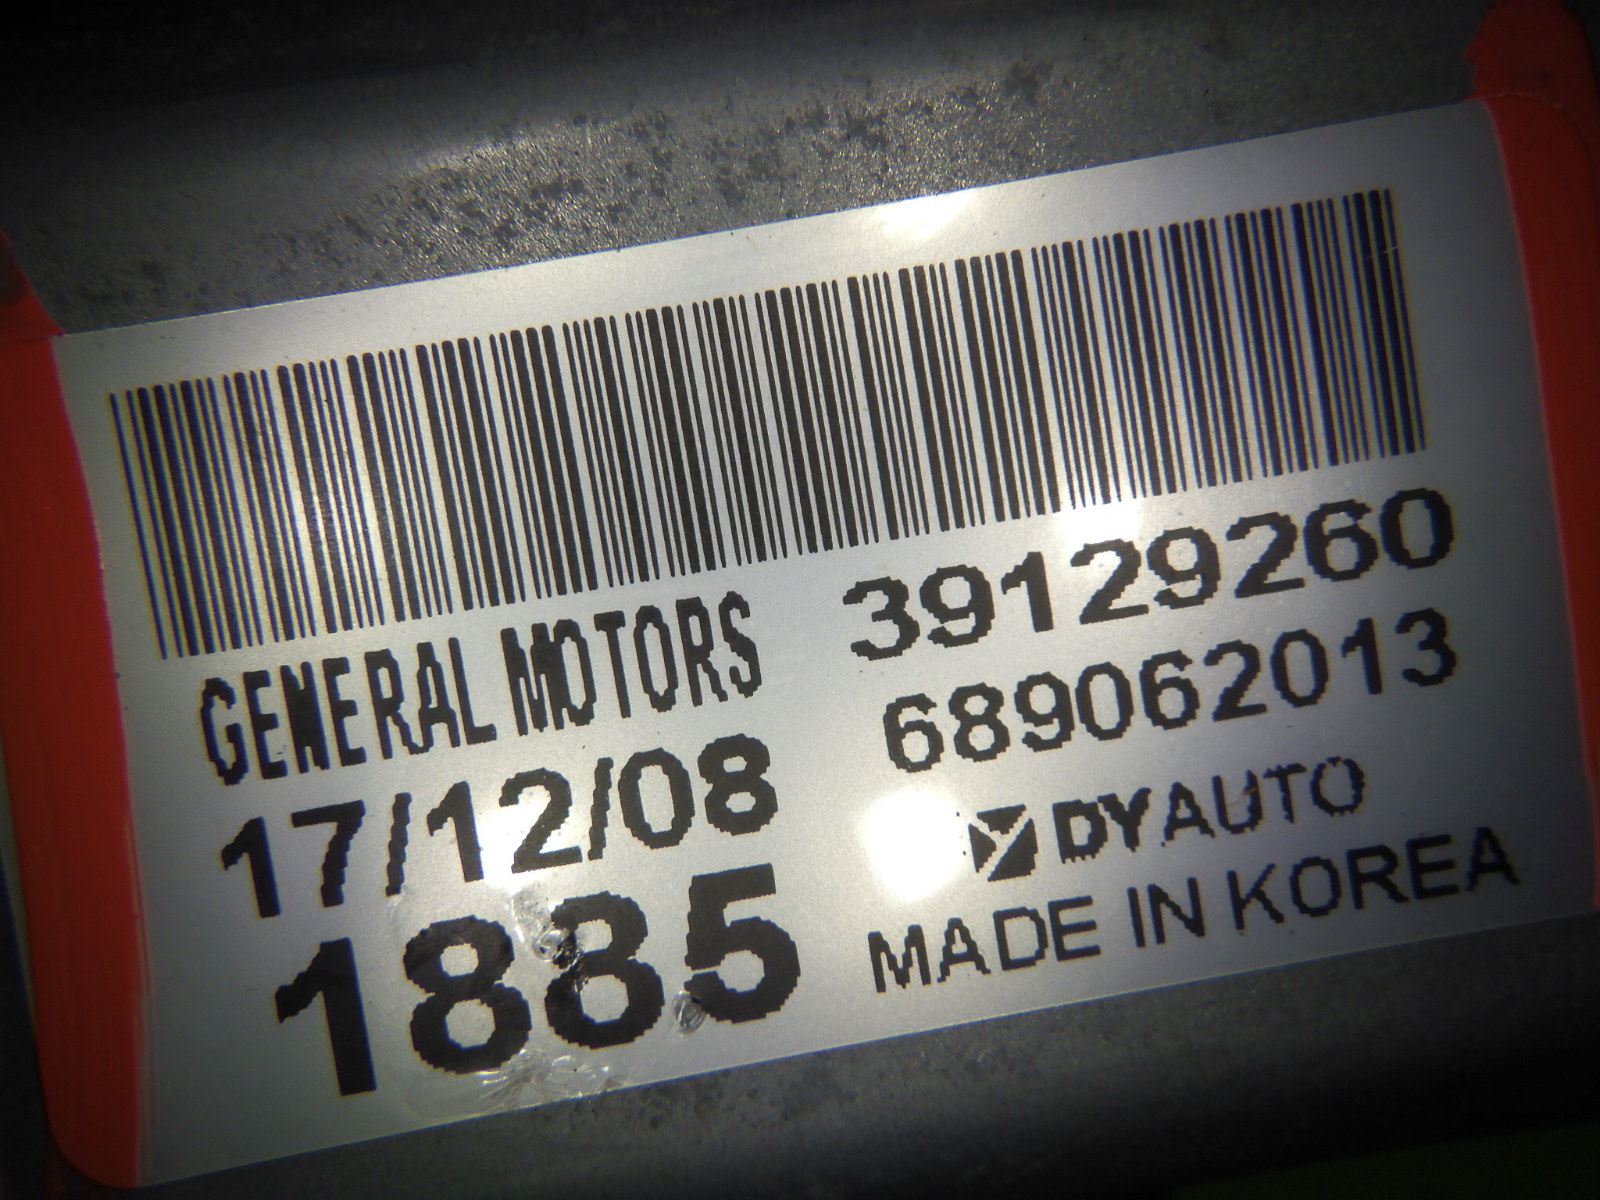 GENERAL MOTORS
39129260
17/12/08
689062013
1885
DYAUTO
MADE IN KOREA